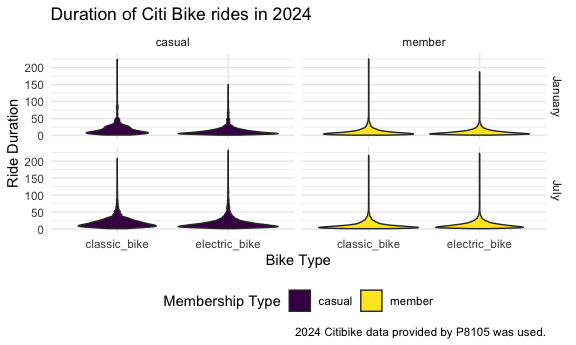 Duration of Citi Bike rides in 2024
casual member
200
150
100
50
0
January
200
150
100
50
0
July
Ride Duration
classic_bike electric_bike classic_bike electric_bike
Bike Type
Membership Type casual member
2024 Citibike data provided by P8105 was used.